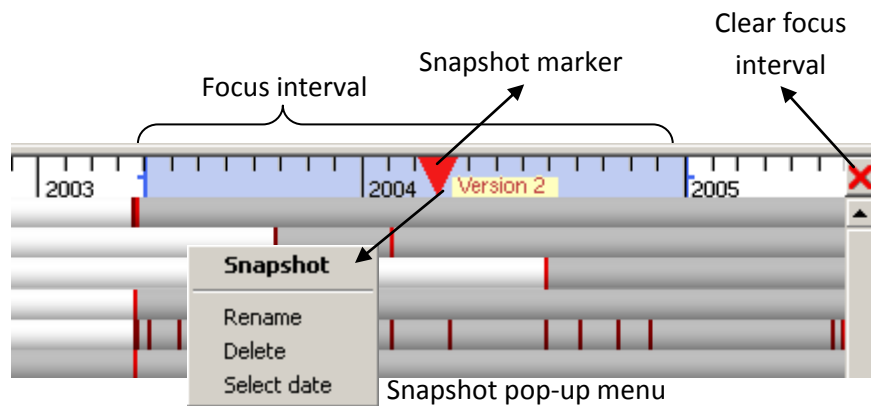 Clear focus
interval
Snapshot marker
Focus interval
2003
2004
Version 2
2005
Snapshot
Rename
Delete
Select date
Snapshot pop-up menu